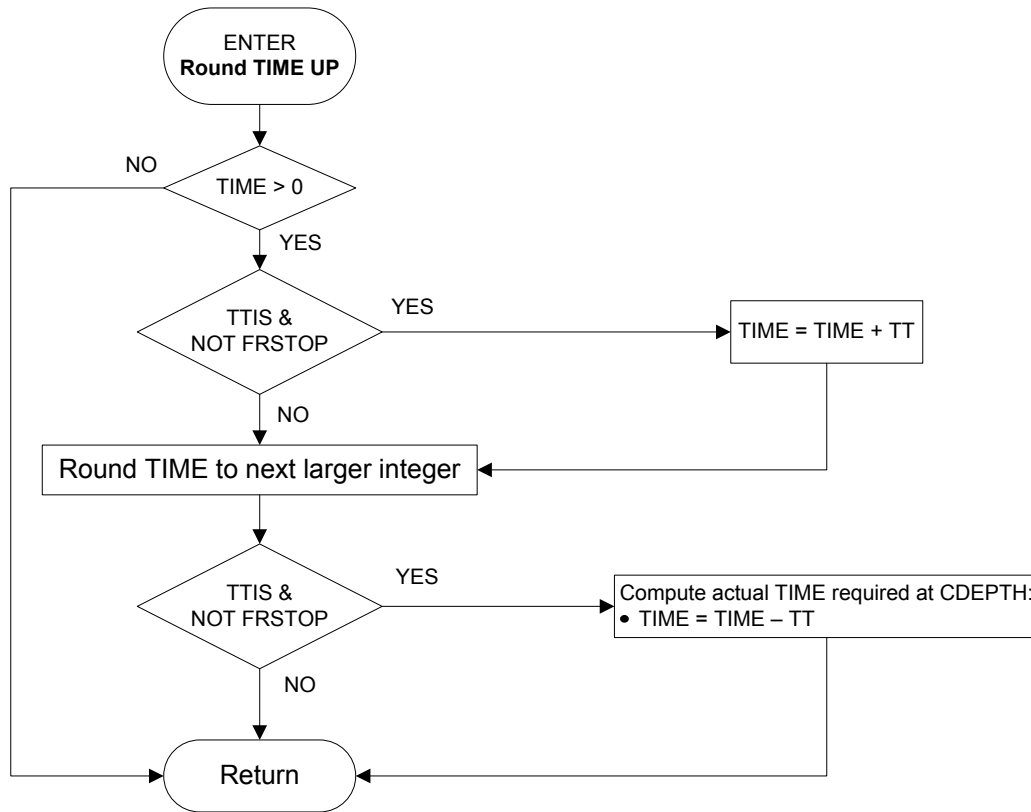 ENTER
Round TIME UP
NO
TIME > 0
YES
TTIS &
NOT FRSTOP
YES
TIME = TIME + TT
NO
Round TIME to next larger integer
TTIS &
NOT FRSTOP
YES
Compute actual TIME required at CDEPTH:
• TIME = TIME – TT
NO
Return